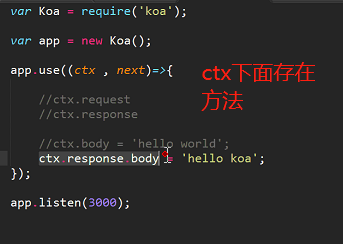 var Koa = require('koa');
var app = new Koa();
app.use((ctx , next)=>{
ctx下面存在
方法
//ctx.request
//ctx.response
//ctx.body = 'hello world';
ctx.response.body = 'hello koa';
});
app.listen(3000);